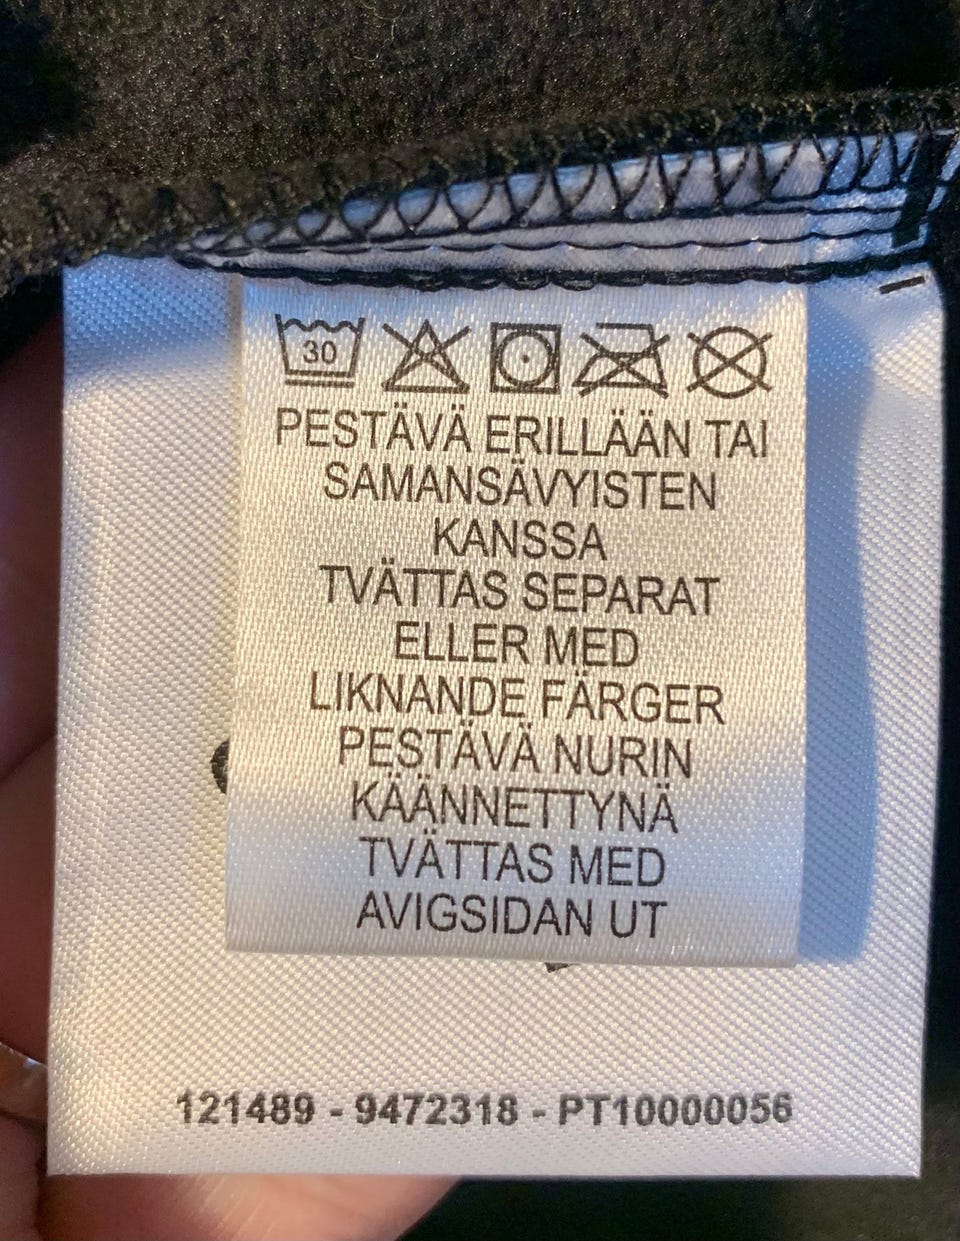 30
PESTÄVÄ ERILLÄÄN TAI
SAMANSÄVYISTEN
KANSSA
TVÄTTAS SEPARAT
ELLER MED
LIKNANDE FÄRGER
PESTÄVÄ NURIN
KÄÄNNETTYNÄ
TVÄTTAS MED
AVIGSIDAN UT
121489 - 9472318 - PT10000056